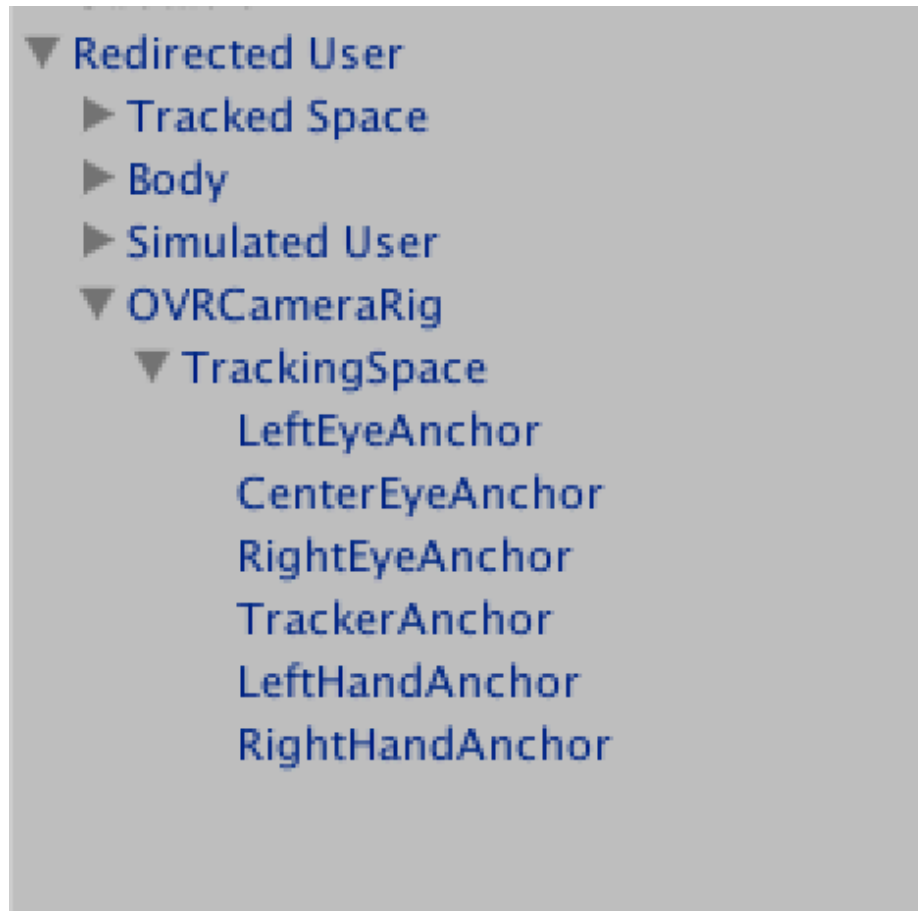 Redirected User
Tracked Space
Body
Simulated User
OVRCameraRig
TrackingSpace
LeftEyeAnchor
CenterEyeAnchor
RightEyeAnchor
TrackerAnchor
LeftHandAnchor
RightHandAnchor